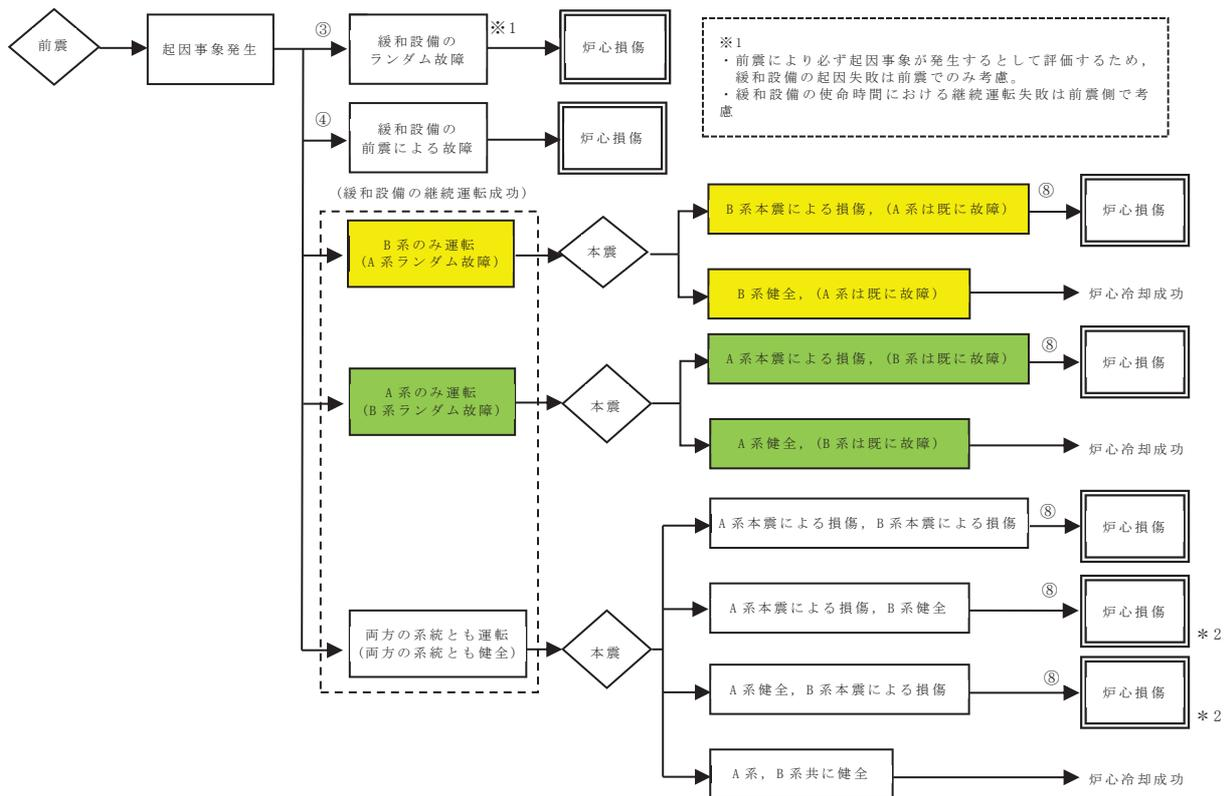 前震
起因事象発生
③
緩和設備の
ランダム故障
※1
炉心損傷
※1
・前震により必ず起因事象が発生するとして評価するため，
緩和設備の起因失敗は前震でのみ考慮。
・緩和設備の使命時間における継続運転失敗は前震側で考
慮
④
緩和設備の
前震による故障
炉心損傷
（緩和設備の継続運転成功）
B系のみ運転
（A系ランダム故障）
本震
B系本震による損傷，（A系は既に故障）
⑧
炉心損傷
B系健全，（A系は既に故障）
炉心冷却成功
A系のみ運転
（B系ランダム故障）
本震
A系本震による損傷，（B系は既に故障）
⑧
炉心損傷
A系健全，（B系は既に故障）
炉心冷却成功
両方の系統とも運転
（両方の系統とも健全）
本震
A系本震による損傷，B系本震による損傷
⑧
炉心損傷
A系本震による損傷，B系健全
⑧
炉心損傷
＊2
A系健全，B系本震による損傷
⑧
炉心損傷
＊2
A系，B系共に健全
炉心冷却成功